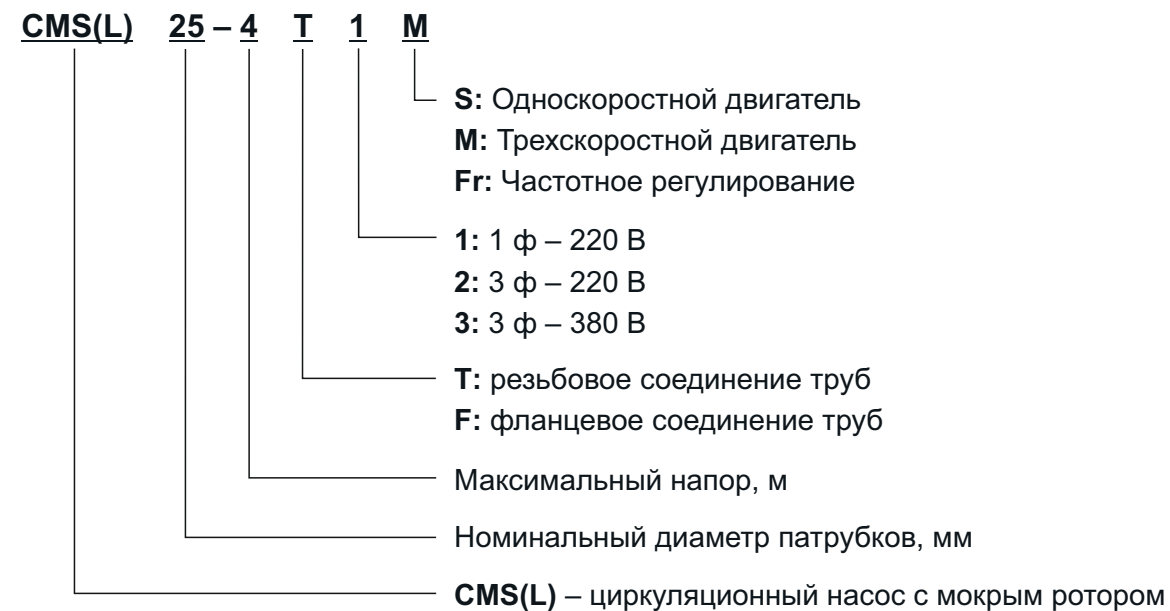 CMS(L) 25 – 4 T 1 M
S: Односкоростной двигатель
M: Трехскоростной двигатель
Fr: Частотное регулирование
1: 1 ф – 220 В
2: 3 ф – 220 В
3: 3 ф – 380 В
T: резьбовое соединение труб
F: фланцевое соединение труб
Максимальный напор, м
Номинальный диаметр патрубков, мм
CMS(L) – циркуляционный насос с мокрым ротором